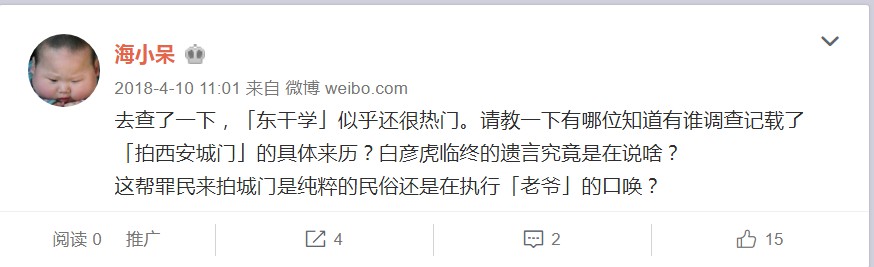 海小呆
2018-4-10 11:01 来自 微博 weibo.com
去查了一下，「东干学」似乎还很热门。请教一下有哪位知道有谁调查记载了
「拍西安城门」的具体来历？白彦虎临终的遗言究竟是在说啥？
这帮罪民来拍城门是纯粹的民俗还是在执行「老爷」的口唤？
阅读 0 推广 4 2 15